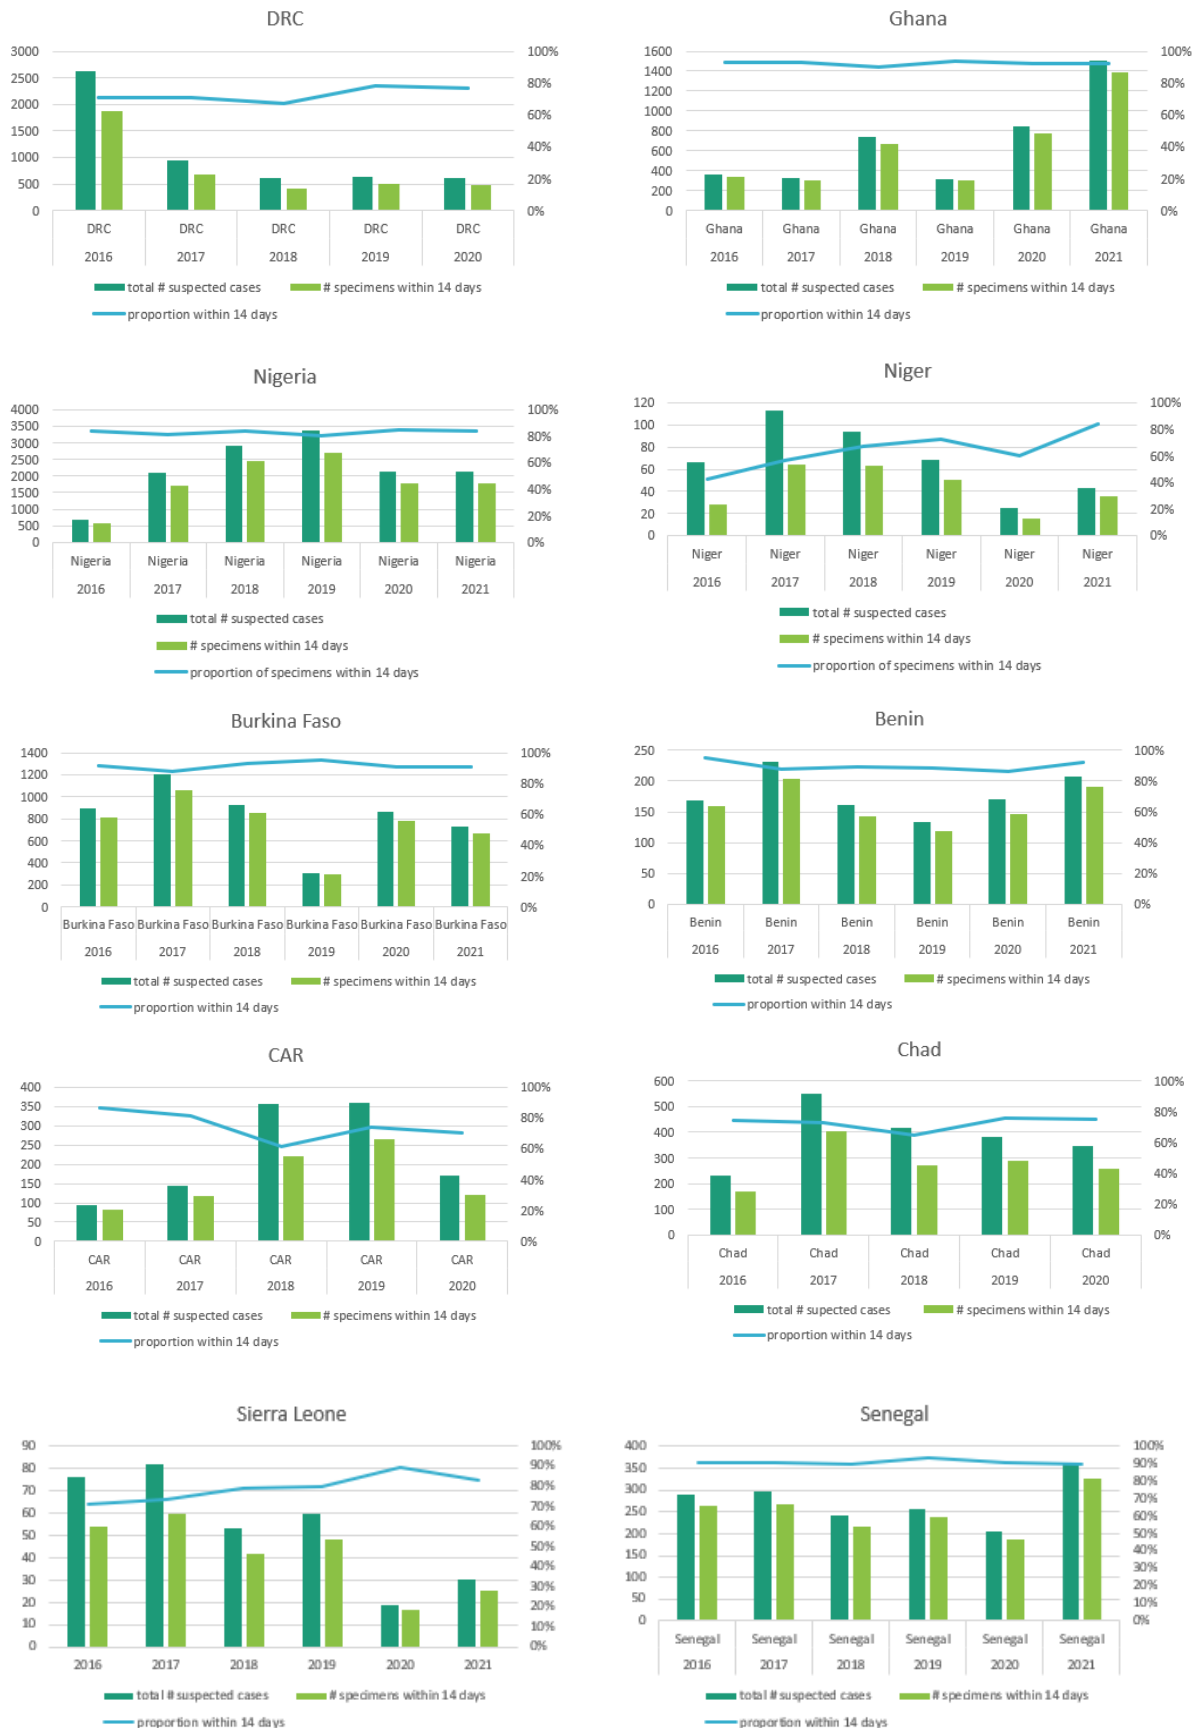 DRC
3000 100%
2500 80%
2000 60%
1500
1000 40%
500 20%
0 0%
DRC DRC DRC DRC DRC
2016 2017 2018 2019 2020
total # suspected cases # specimens within 14 days
proportion within 14 days
Ghana
1600 100%
1400
1200 80%
1000 60%
800
600 40%
400 20%
200
0 0%
Ghana Ghana Ghana Ghana Ghana Ghana
2016 2017 2018 2019 2020 2021
total # suspected cases # specimens within 14 days
proportion within 14 days
Nigeria
4000 100%
3500
3000 80%
2500 60%
2000
1500 40%
1000 20%
500
0 0%
Nigeria Nigeria Nigeria Nigeria Nigeria Nigeria
2016 2017 2018 2019 2020 2021
total # suspected cases
# specimens within 14 days
proportion of specimens within 14 days
Niger
120 100%
100 80%
80 60%
60
40 40%
20 20%
0 0%
Niger Niger Niger Niger Niger Niger
2016 2017 2018 2019 2020 2021
total # suspected cases
# specimens within 14 days
proportion of specimens within 14 days
Burkina Faso
1400 100%
1200 80%
1000
800 60%
600 40%
400
200 20%
0 0%
Burkina Faso Burkina Faso Burkina Faso Burkina Faso Burkina Faso Burkina Faso
2016 2017 2018 2019 2020 2021
total # suspected cases # specimens within 14 days
proportion within 14 days
Benin
250 100%
200 80%
150 60%
100 40%
50 20%
0 0%
Benin Benin Benin Benin Benin Benin
2016 2017 2018 2019 2020 2021
total # suspected cases # specimens within 14 days
proportion within 14 days
CAR
400 100%
350
300 80%
250 60%
200
150 40%
100 20%
50
0 0%
CAR CAR CAR CAR CAR
2016 2017 2018 2019 2020
total # suspected cases # specimens within 14 days
proportion within 14 days
Chad
600 100%
500 80%
400 60%
300
200 40%
100 20%
0 0%
Chad Chad Chad Chad Chad
2016 2017 2018 2019 2020
total # suspected cases # specimens within 14 days
proportion within 14 days
Sierra Leone
90 100%
80 90%
70 80%
60 70%
50 60%
40 50%
30 40%
20 30%
10 20%
0 10%
0%
2016 2017 2018 2019 2020 2021
total # suspected cases # specimens within 14 days
proportion within 14 days
Senegal
400 100%
350 90%
300 80%
250 70%
200 60%
150 50%
100 40%
50 30%
0 20%
10%
0%
Senegal Senegal Senegal Senegal Senegal Senegal
2016 2017 2018 2019 2020 2021
total # suspected cases # specimens within 14 days
proportion within 14 days